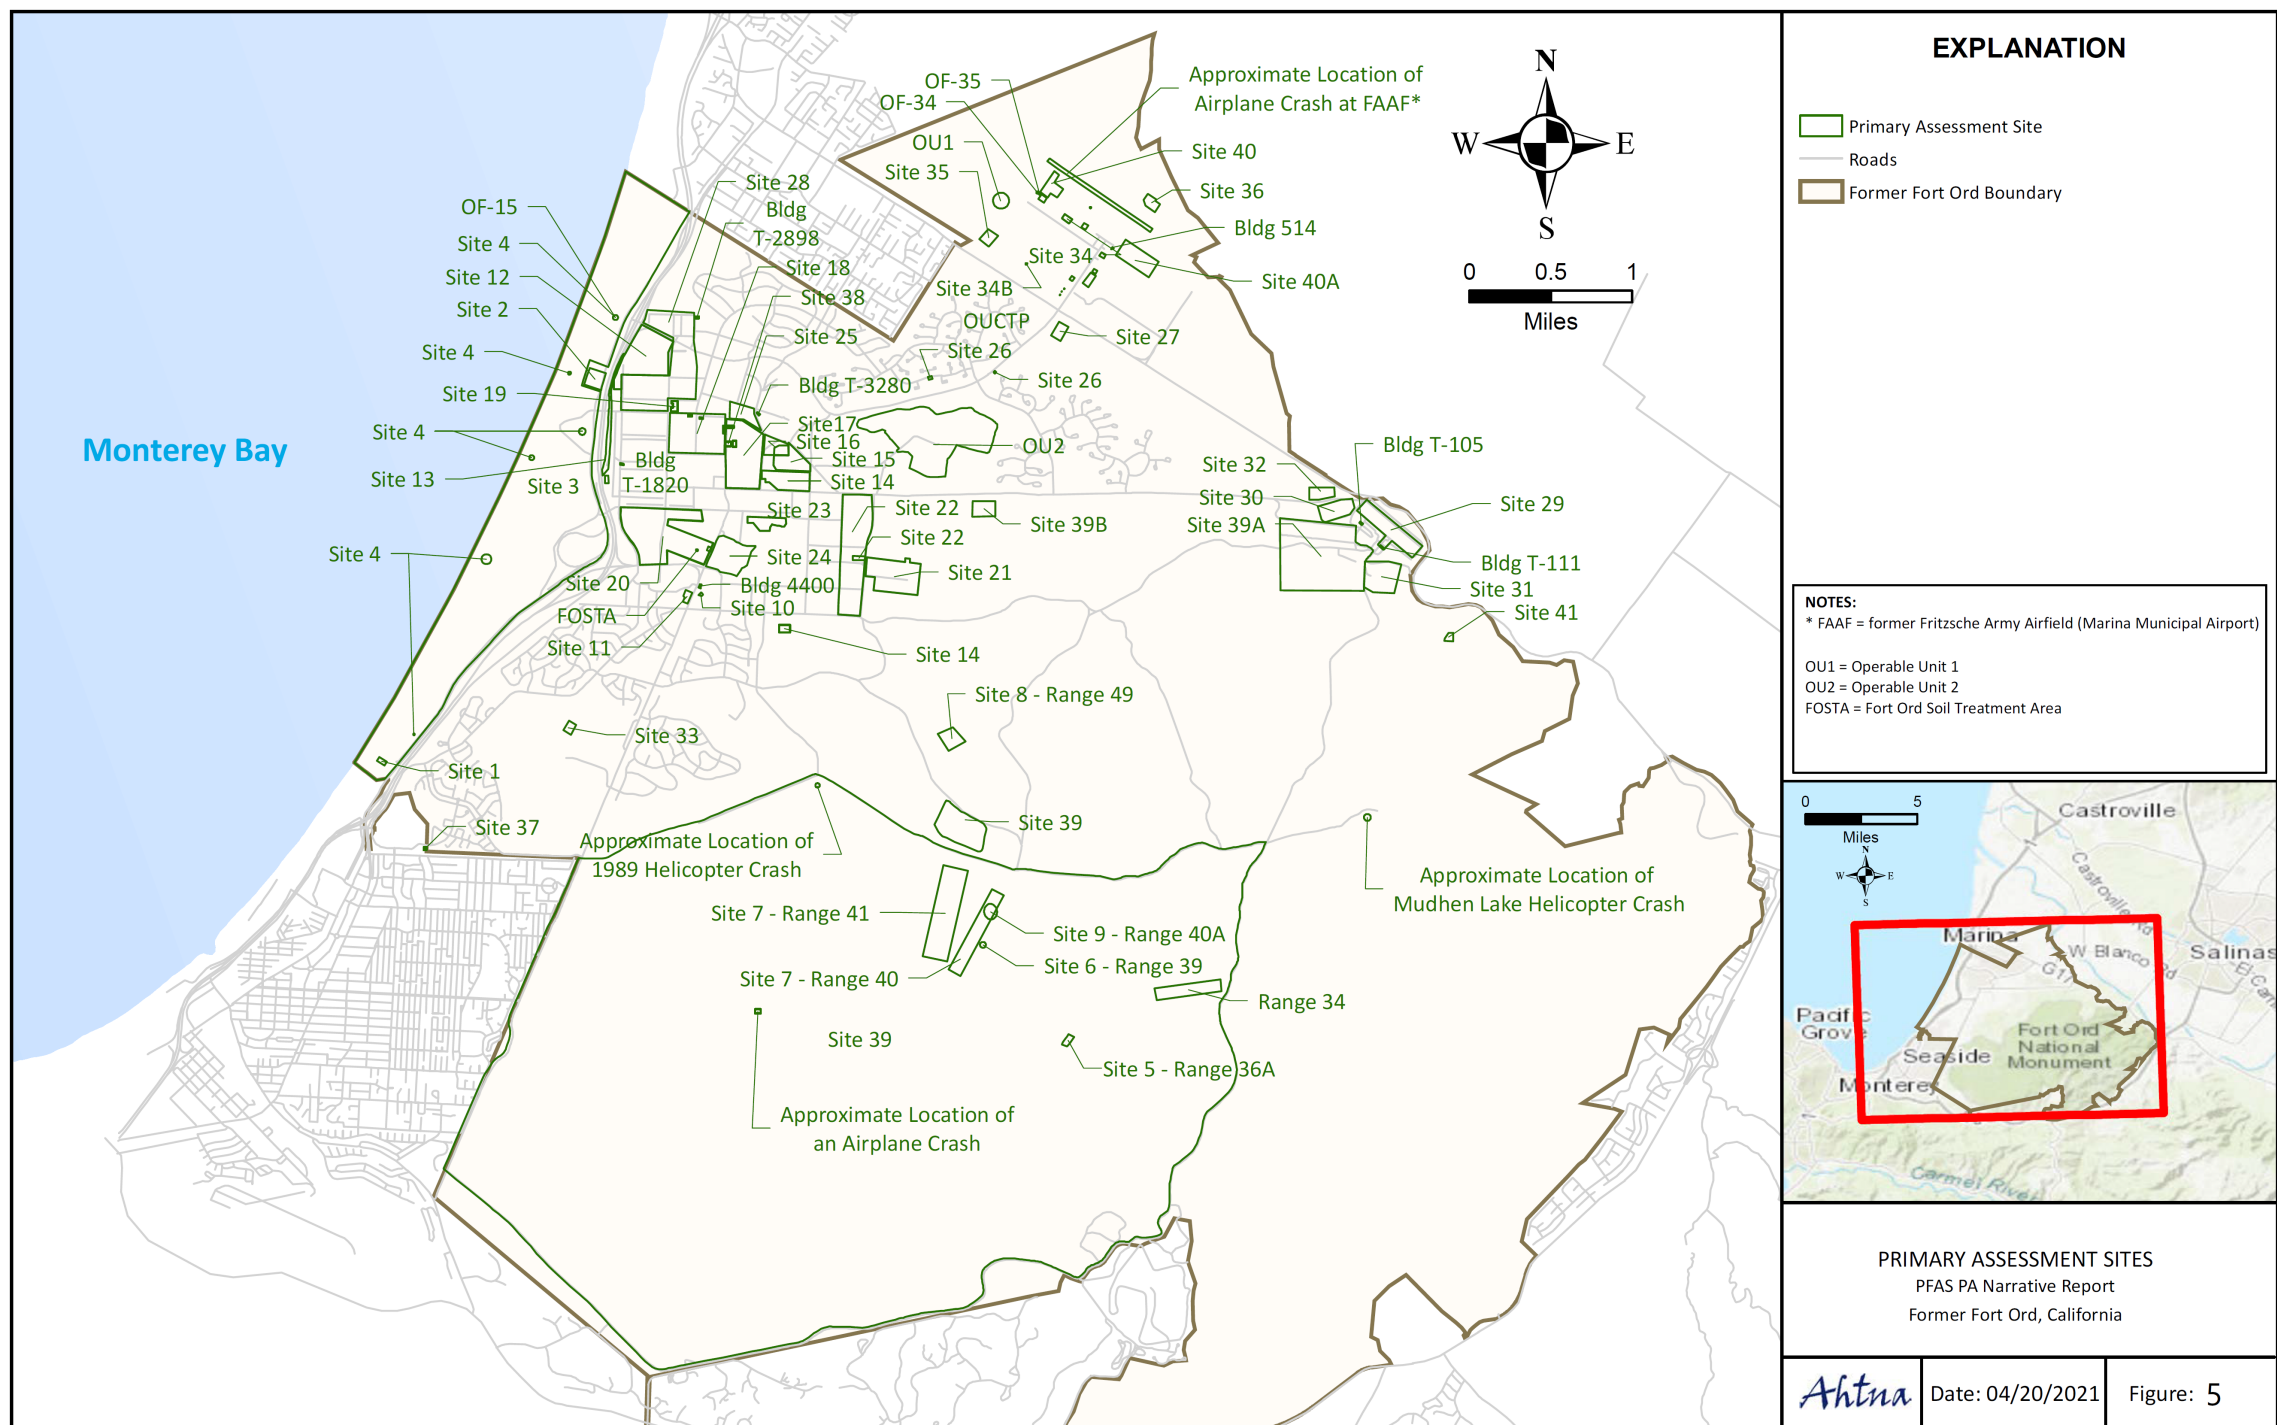 OF-35
OF-34
OU1
Site 35
Approximate Location of
Airplane Crash at FAAF*
Site 40
Site 36
Bldg 514
Site 34
Site 40A
Site 34B
OUCTP
Site 27
Site 26
Site 26
Site 28
Bldg
T-2898
Site 18
Site 38
Site 25
Bldg T-3280
Site17
Site 16
Site 15
Site 14
OF-15
Site 4
Site 12
Site 2
Site 4
Site 19
Site 4
Site 13
Site 3
Bldg
T-1820
Monterey Bay
OU2
Site 23
Site 22
Site 22
Site 39B
Site 21
Site 24
Site 4
Site 20
Bldg 4400
FOSTA
Site 10
Site 11
Site 14
Bldg T-105
Site 32
Site 30
Site 39A
Site 29
Bldg T-111
Site 31
Site 41
Site 8 - Range 49
Site 33
Site 1
Site 37
Approximate Location of
1989 Helicopter Crash
Site 39
Approximate Location of
Mudhen Lake Helicopter Crash
Site 7 - Range 41
Site 9 - Range 40A
Site 6 - Range 39
Site 7 - Range 40
Range 34
Site 39
Site 5 - Range 36A
Approximate Location of
an Airplane Crash
N
W
E
S
0 0.5 1
Miles
EXPLANATION
Primary Assessment Site
Roads
Former Fort Ord Boundary
NOTES:
* FAAF = former Fritzsche Army Airfield (Marina Municipal Airport)
OU1 = Operable Unit 1
OU2 = Operable Unit 2
FOSTA = Fort Ord Soil Treatment Area
0 5
Miles
N
W E
S
Castroville
Castroville Rd
Marina
W Blanco Rd
G17
Salinas
El Cam
Pacific
Grove
Fort Ord
National
Monument
Seaside
Monterey
Carmel River
PRIMARY ASSESSMENT SITES
PFAS PA Narrative Report
Former Fort Ord, California
Ahtna
Date: 04/20/2021
Figure: 5